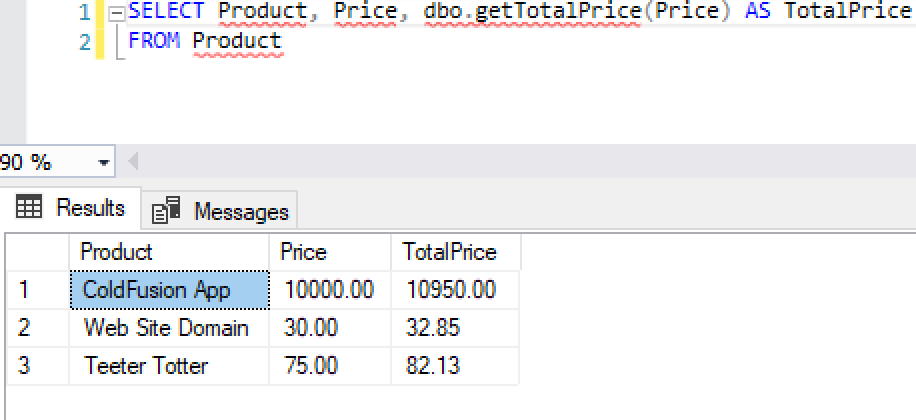 1 SELECT Product, Price, dbo.getTotalPrice(Price) AS TotalPrice
2 FROM Product
90 %
Results Messages
Product Price TotalPrice
1 ColdFusion App 10000.00 10950.00
2 Web Site Domain 30.00 32.85
3 Teeter Totter 75.00 82.13